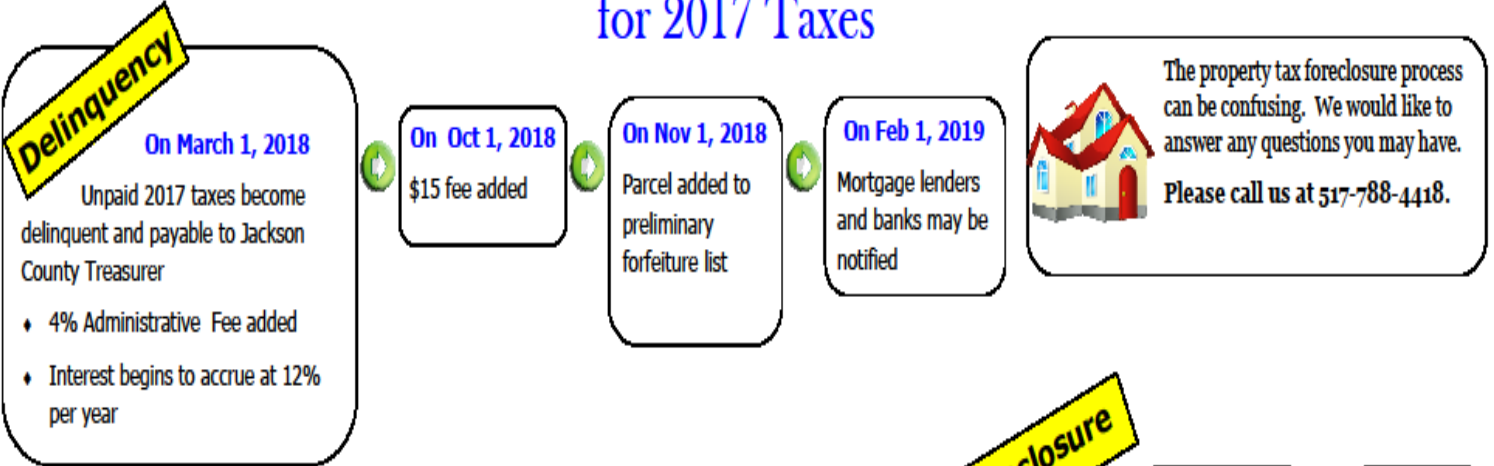 for 2017 Taxes
Delinquency
On March 1, 2018
Unpaid 2017 taxes become
delinquent and payable to Jackson
County Treasurer
♦ 4% Administrative Fee added
♦ Interest begins to accrue at 12%
per year
On Oct 1, 2018
$15 fee added
On Nov 1, 2018
Parcel added to
preliminary
forfeiture list
On Feb 1, 2019
Mortgage lenders
and banks may be
notified
The property tax foreclosure process
can be confusing. We would like to
answer any questions you may have.
Please call us at 517-788-4418.